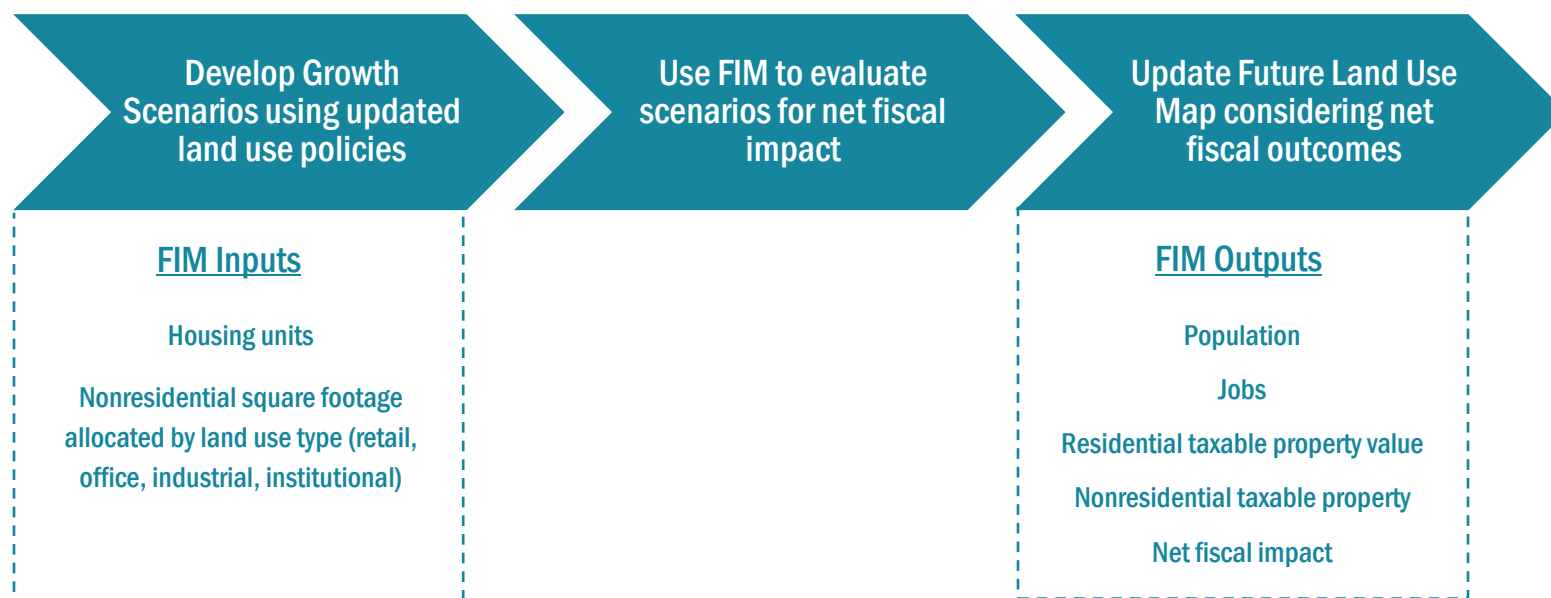 Develop Growth
Scenarios using updated
land use policies
Use FIM to evaluate
scenarios for net fiscal
impact
Update Future Land Use
Map considering net
fiscal outcomes
FIM Inputs
Housing units
Nonresidential square footage
allocated by land use type (retail,
office, industrial, institutional)
FIM Outputs
Population
Jobs
Residential taxable property value
Nonresidential taxable property
Net fiscal impact